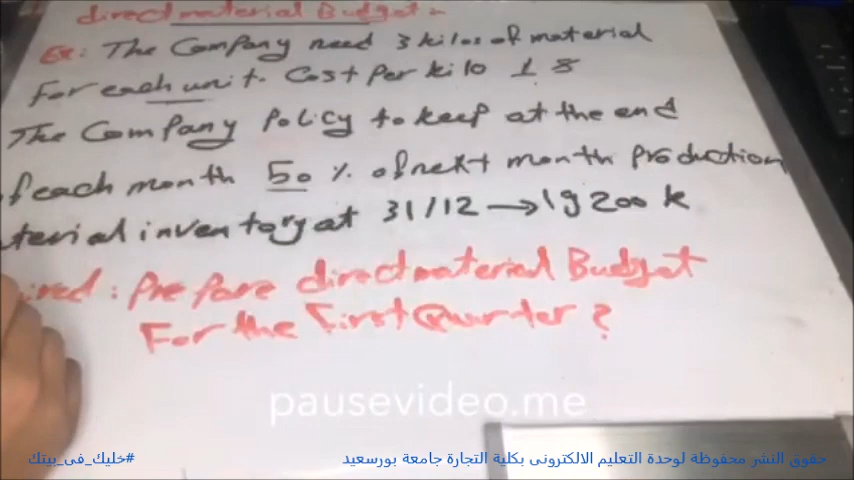 direct material Budget
Ex: The Company need 3 kilos of material
For each unit. Cost Per kilo 1 8
The Company Policy to keep at the end
of each month 50 % of next month production
terial inventory at 31/12 → 19200 k
ired: Prepare direct material Budget
For the First Quarter?
pausevideo.me
#خليك_فى_بيتك
حقوق النشر محفوظة لوحدة التعليم الالكترونى بكلية التجارة جامعة بورسعيد